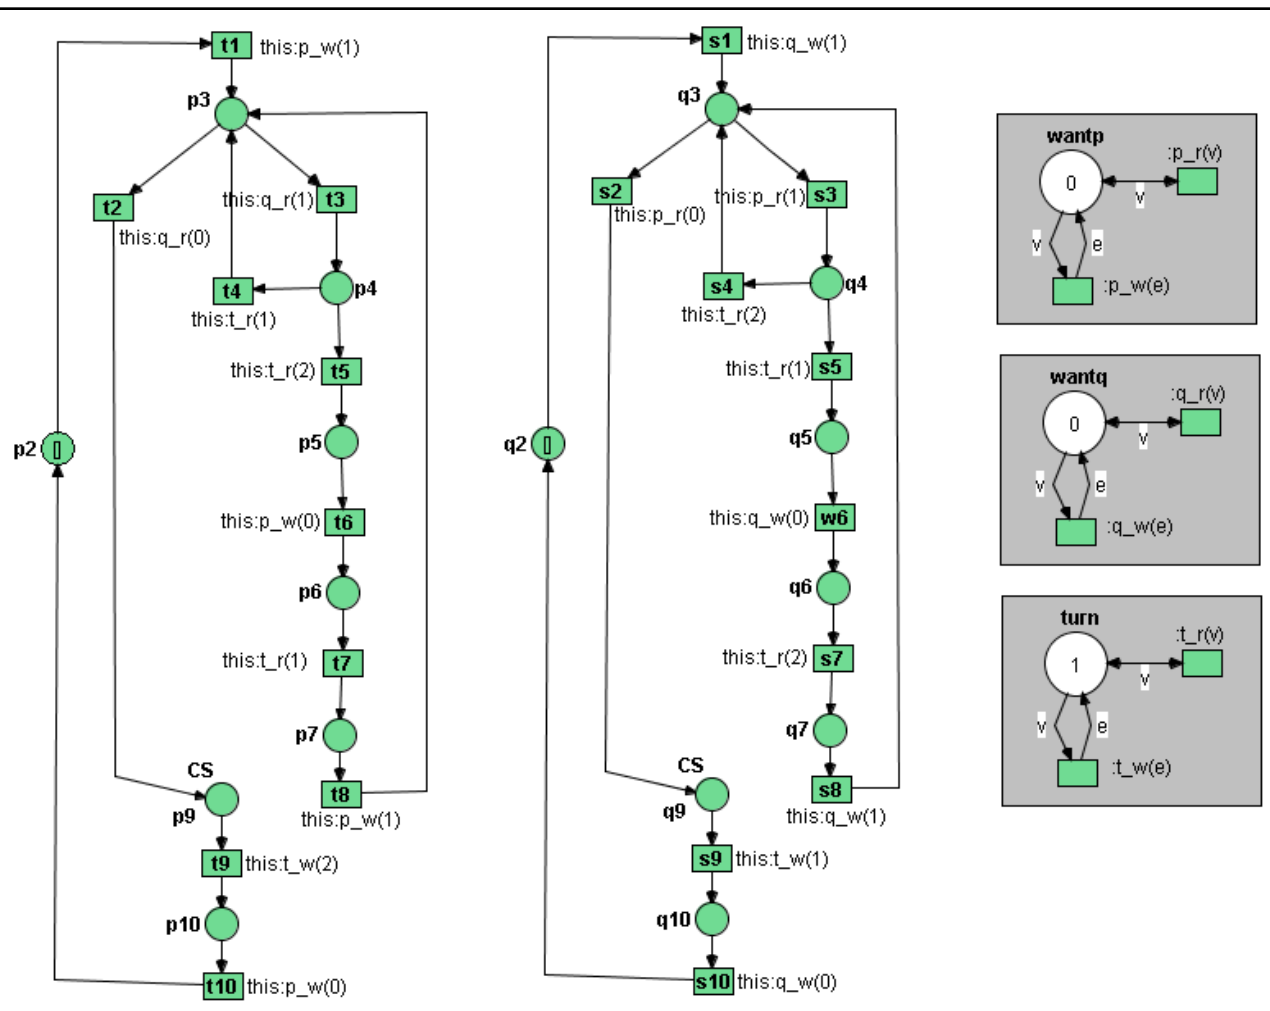 t1 this:p_w(1)
p3
t2
this:q_r(0)
this:q_r(1) t3
t4
this:t_r(1)
p4
this:t_r(2) t5
p5
p2 []
this:p_w(0) t6
p6
this:t_r(1) t7
p7
t8
this:p_w(1)
CS
p9
t9 this:t_w(2)
p10
t10 this:p_w(0)
s1 this:q_w(1)
q3
s2
this:p_r(0)
this:p_r(1) s3
s4
this:t_r(2)
q4
this:t_r(1) s5
q5
q2 []
this:q_w(0) w6
q6
this:t_r(2) s7
q7
s8
this:q_w(1)
CS
q9
s9 this:t_w(1)
q10
s10 this:q_w(0)
wantp
:p_r(v)
0
v
v e
:p_w(e)
wantq
:q_r(v)
0
v
v e
:q_w(e)
turn
:t_r(v)
1
v
v e
:t_w(e)